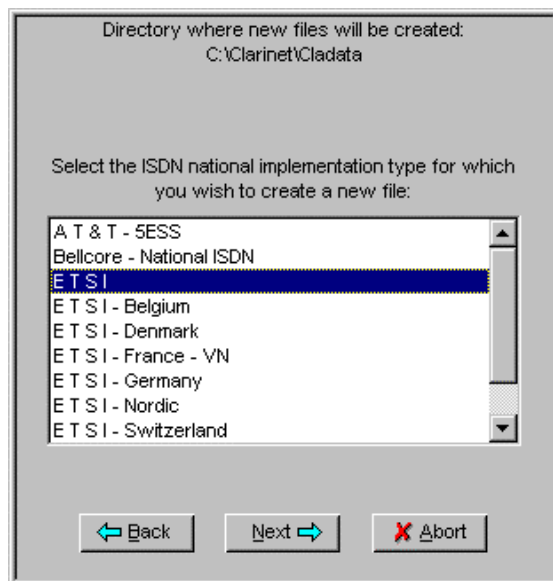 Directory where new files will be created:
C:\Clarinet\Cladata
Select the ISDN national implementation type for which
you wish to create a new file:
A T & T - 5ESS
Bellcore - National ISDN
E T S I
E T S I - Belgium
E T S I - Denmark
E T S I - France - VN
E T S I - Germany
E T S I - Nordic
E T S I - Switzerland
Back
Next
Abort